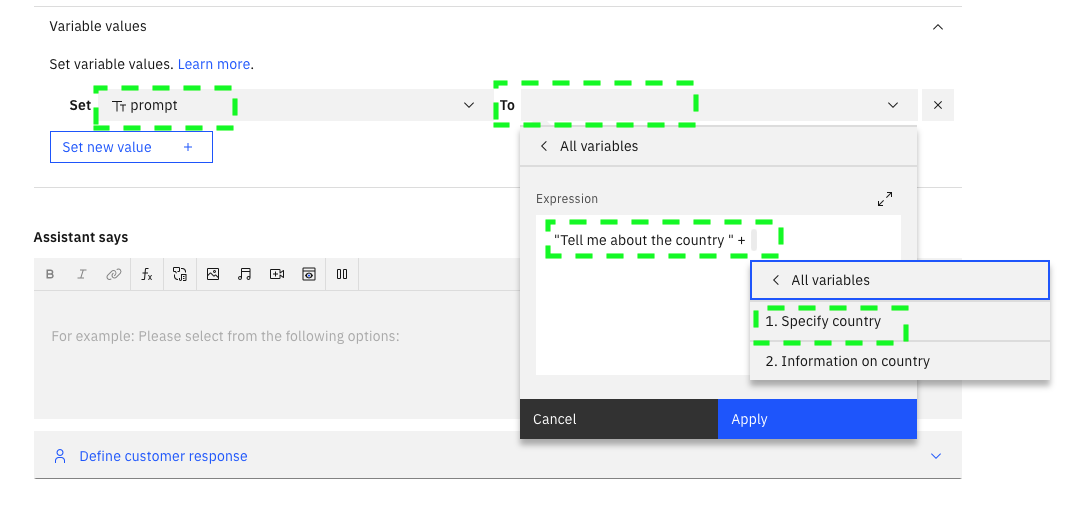 Variable values
Set variable values. Learn more.
Set Tт prompt To
Set new value +
All variables
Expression
"Tell me about the country " +
All variables
1. Specify country
2. Information on country
Cancel Apply
Assistant says
B I fx
For example: Please select from the following options:
Define customer response